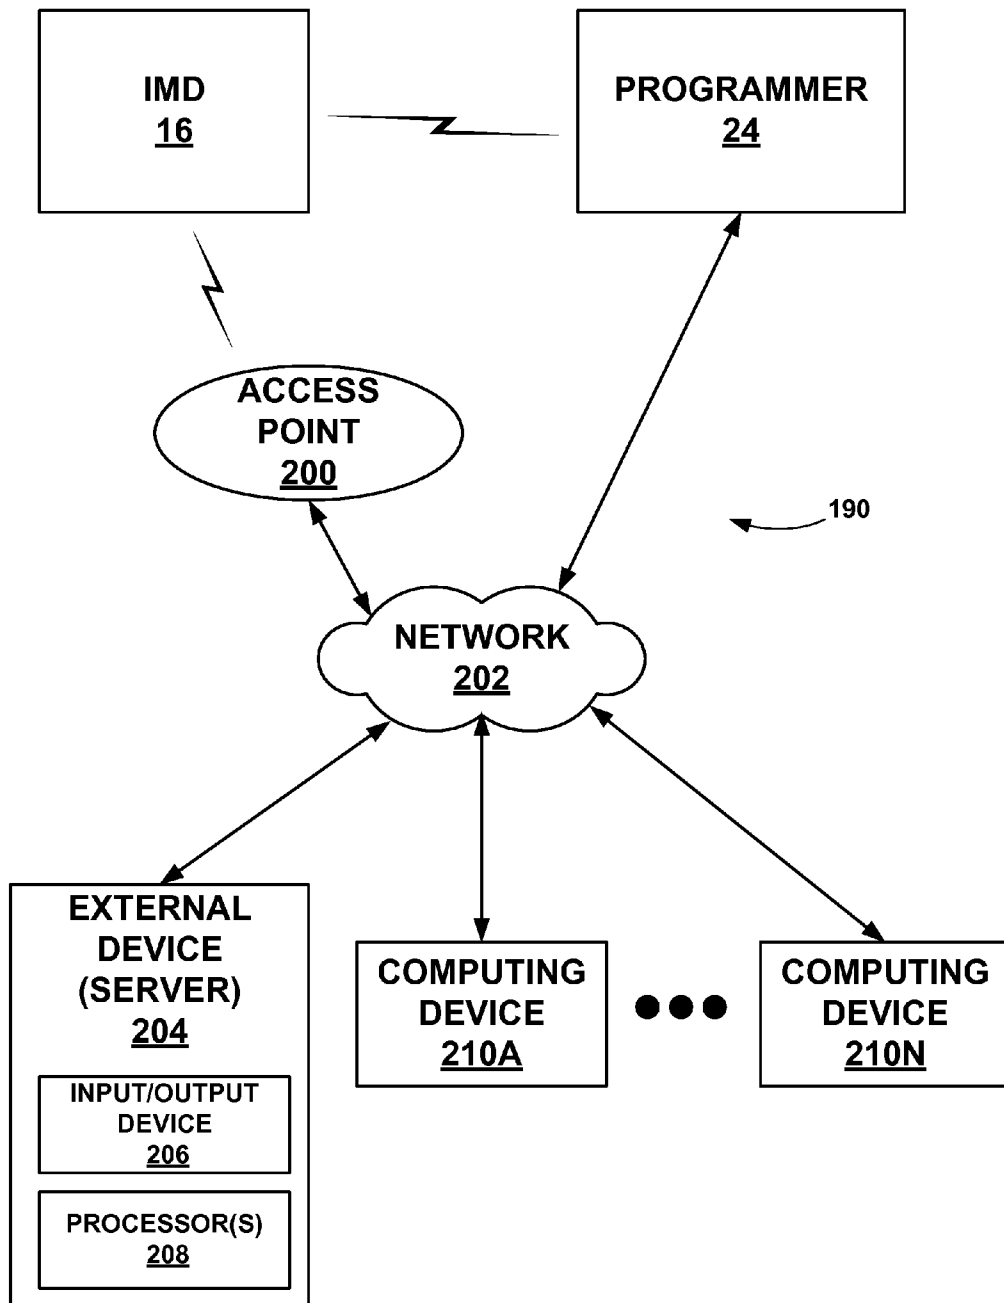 IMD
16
PROGRAMMER
24
ACCESS
POINT
200
190
NETWORK
202
EXTERNAL
DEVICE
(SERVER)
204
INPUT/OUTPUT
DEVICE
206
PROCESSOR(S)
208
COMPUTING
DEVICE
210A
COMPUTING
DEVICE
210N